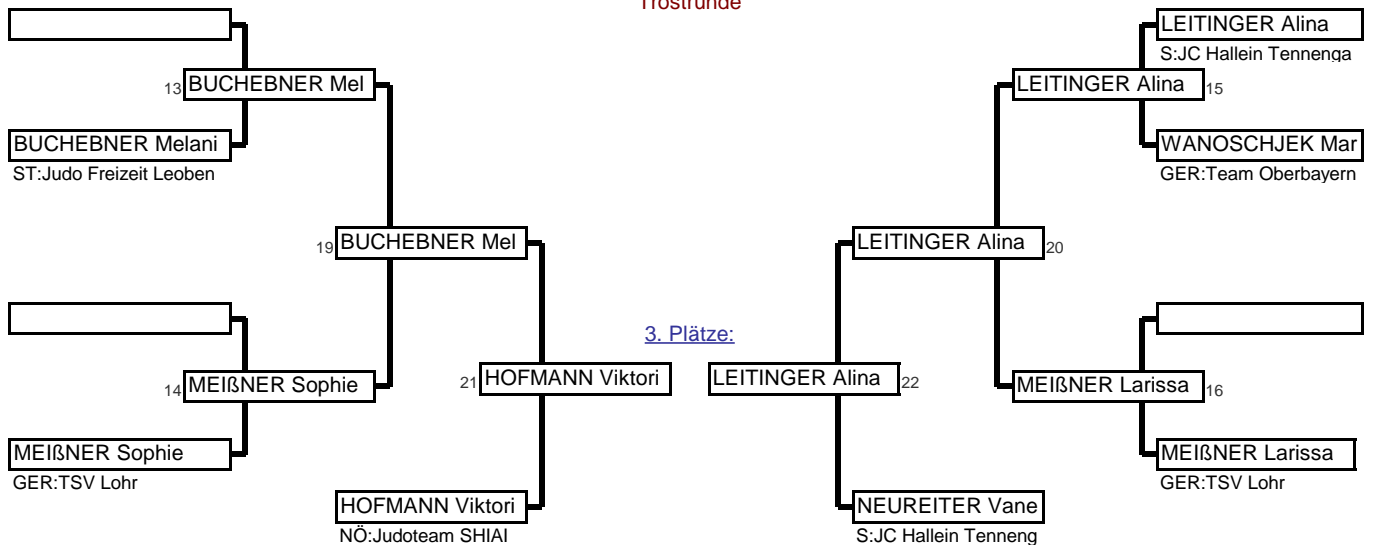 Trostrunde
LEITINGER Alina
S:JC Hallein Tennenga
13 BUCHEBNER Mel
LEITINGER Alina 15
BUCHEBNER Melani
ST:Judo Freizeit Leoben
WANOSCHJEK Mar
GER:Team Oberbayern
19 BUCHEBNER Mel
LEITINGER Alina 20
3. Plätze:
14 MEIßNER Sophie
21 HOFMANN Viktori
LEITINGER Alina 22
MEIßNER Larissa 16
MEIßNER Sophie
GER:TSV Lohr
MEIßNER Larissa
GER:TSV Lohr
HOFMANN Viktori
NÖ:Judoteam SHIAI
NEUREITER Vane
S:JC Hallein Tenneng